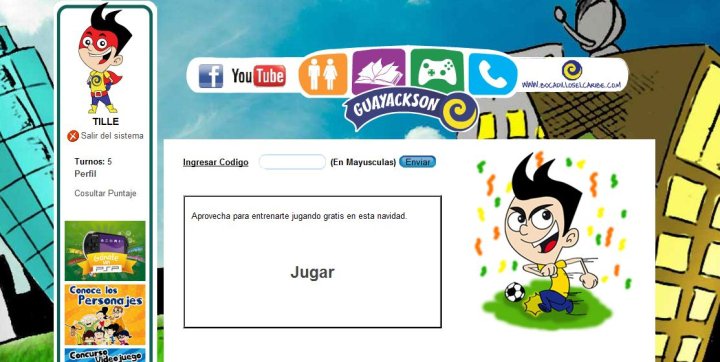 TILLE
Salir del sistema
Turnos: 5
Perfil
Cosultar Puntaje
Gánate
un
PSP
Conoce los
Personajes
Concurso
Videojuego
YouTube
GUAYACKSON
WWW.BOCADILLOSELCARIBE.COM
Ingresar Codigo (En Mayusculas) Enviar
Aprovecha para entrenarte jugando gratis en esta navidad.
Jugar